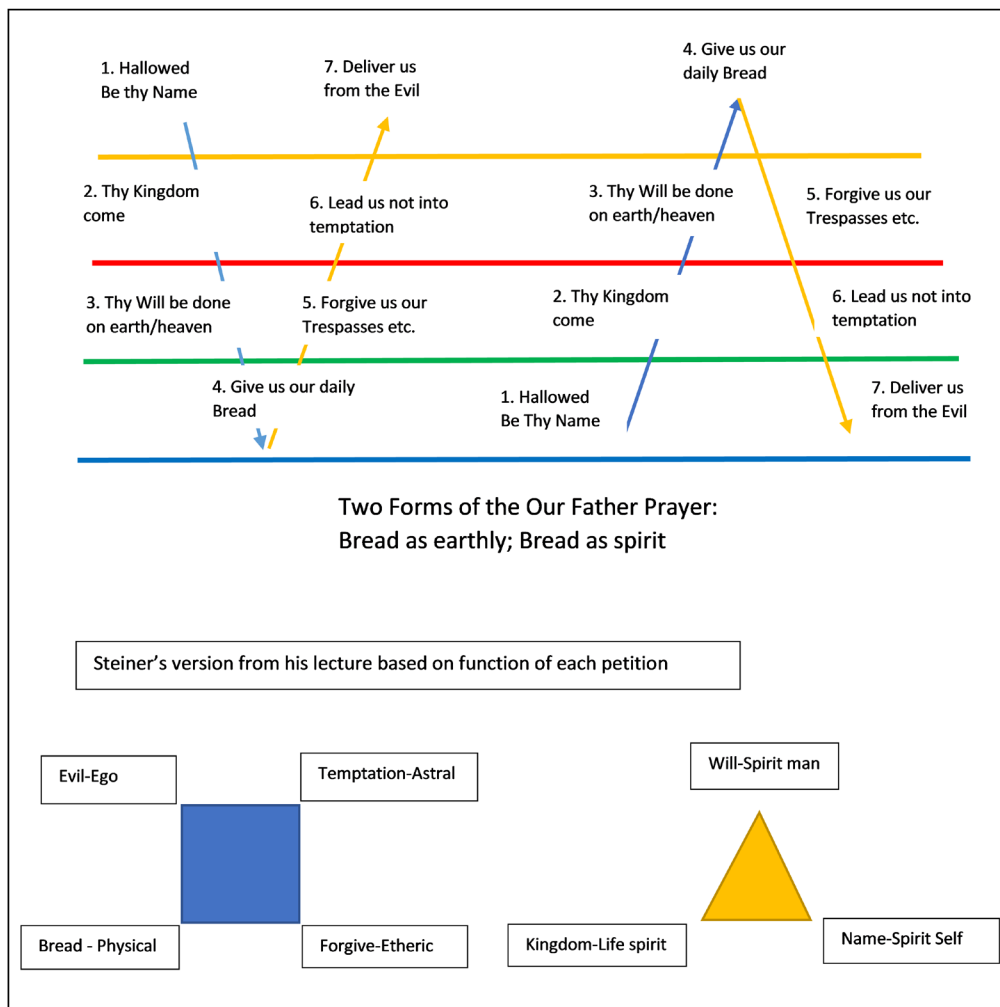 1. Hallowed
Be thy Name
7. Deliver us
from the Evil
4. Give us our
daily Bread
2. Thy Kingdom
come
6. Lead us not into
temptation
3. Thy Will be done
on earth/heaven
5. Forgive us our
Trespasses etc.
3. Thy Will be done
on earth/heaven
5. Forgive us our
Trespasses etc.
2. Thy Kingdom
come
6. Lead us not into
temptation
4. Give us our daily
Bread
1. Hallowed
Be Thy Name
7. Deliver us
from the Evil
Two Forms of the Our Father Prayer:
Bread as earthly; Bread as spirit
Steiner’s version from his lecture based on function of each petition
Evil-Ego
Temptation-Astral
Will-Spirit man
Bread - Physical
Forgive-Etheric
Kingdom-Life spirit
Name-Spirit Self